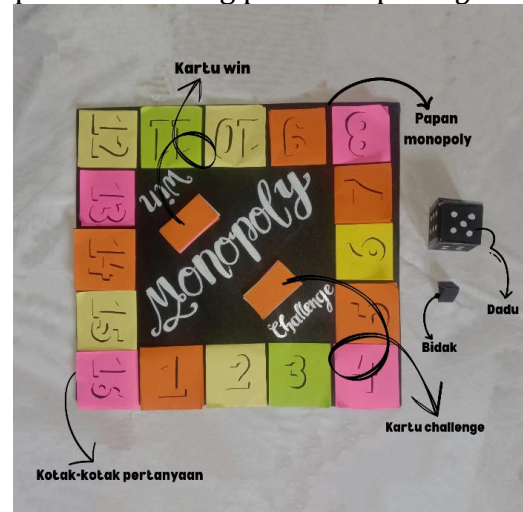 Kartu win
Papan
monopoly
12 11 10 9 8
Win
13 7
Monopoly
14 6
Challenge
15 5
16 1 2 3 4
Dadu
Bidak
Kartu challenge
Kotak-kotak pertanyaan